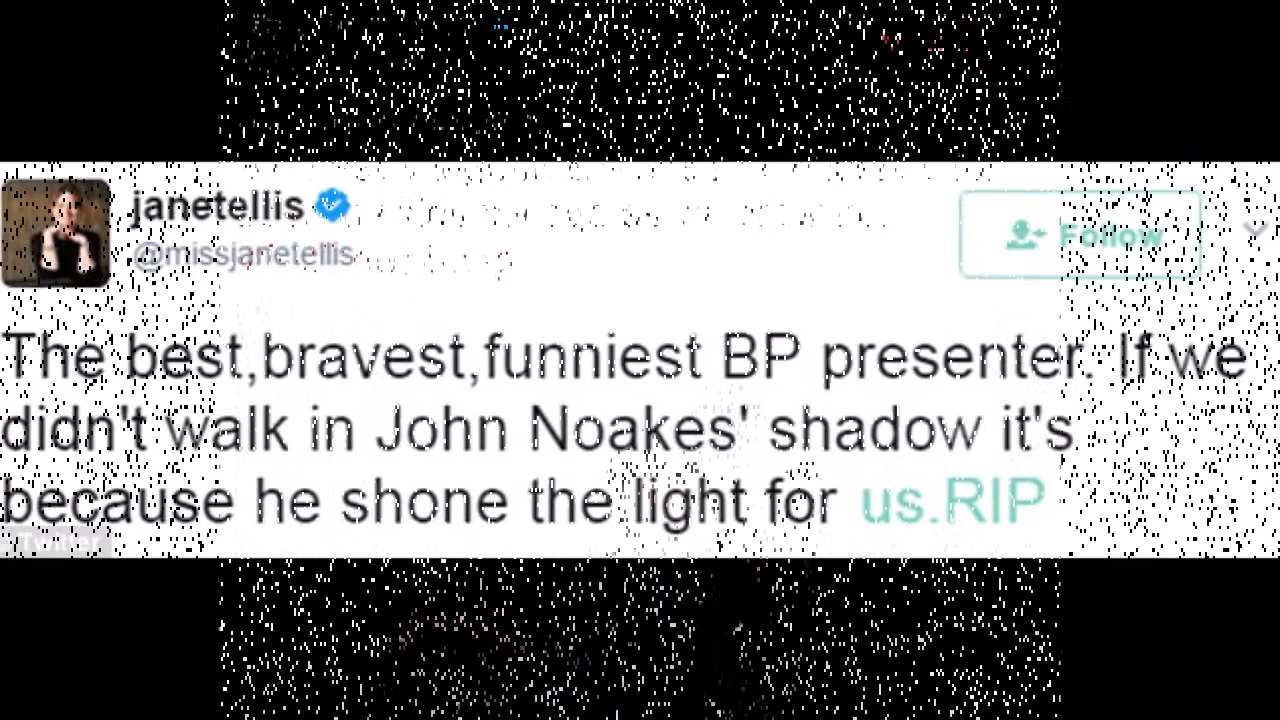 janetellis
@missjanetellis
Follow
The best,bravest,funniest BP presenter. If we
didn't walk in John Noakes' shadow it's
because he shone the light for us.RIP
Twitter